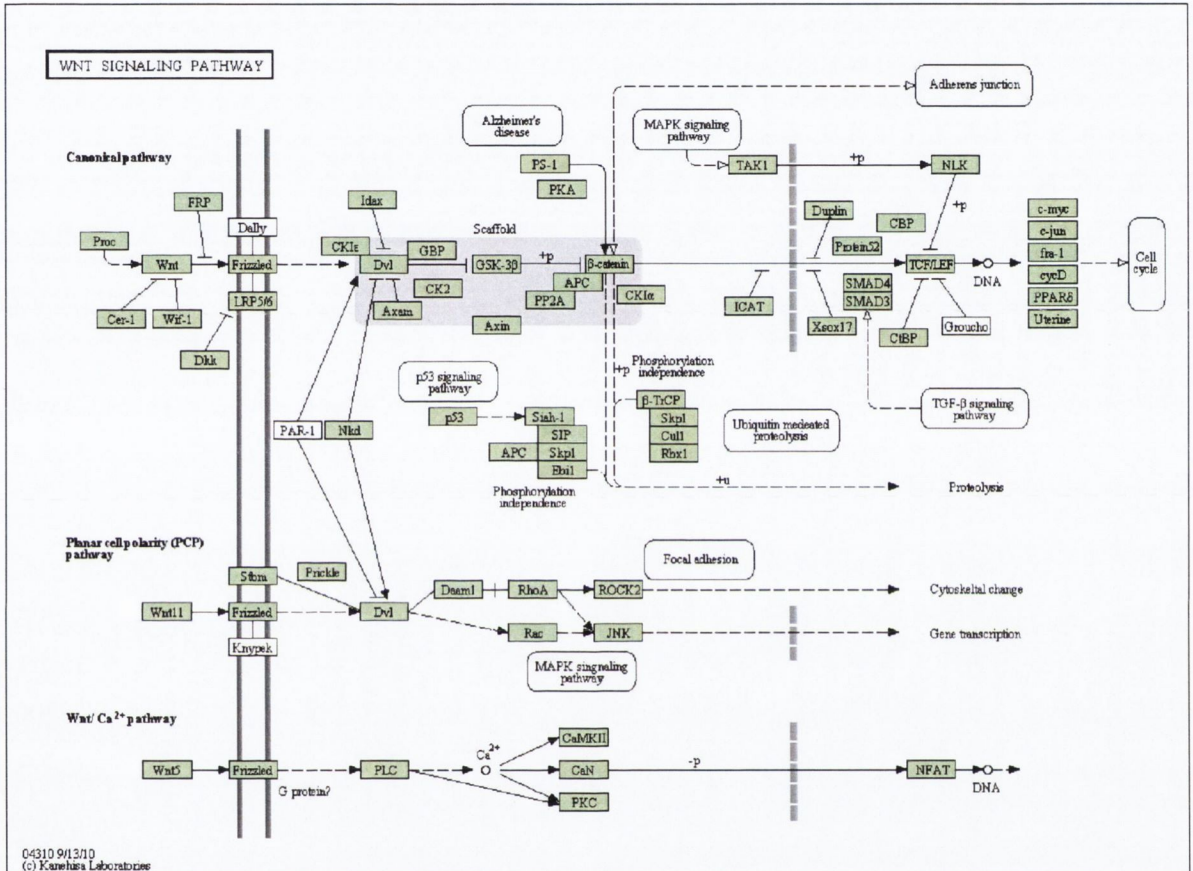 WNT SIGNALING PATHWAY
Adherens junction
Alzheimer's
disease
MAPK signaling
pathway
Canonical pathway
PS-1
TAK1
+p
NLK
PKA
FRP
Idax
Duplin
CBP
+p
c-myc
Dally
Scaffold
c-jun
Proc
CKIε
GBP
Protein52
Wnt
Frizzled
Dvl
GSK-3β
+p
β-catenin
TCF/LEF
DNA
fra-1
Cell
cycle
CK2
APC
SMAD4
cycD
LRP5/6
PP2A
CKIα
ICAT
SMAD3
PPARδ
Cer-1
Wif-1
Axam
Axin
Xsox17
CtBP
Groucho
Uterine
Dkk
p53 signaling
pathway
+p
Phosphorylation
independence
TGF-β signaling
pathway
β-TrCP
p53
Siah-1
Skp1
Ubiquitin medeated
proteolysis
PAR-1
Nkd
SIP
Cul1
APC
Skp1
Rbx1
Ebi1
Phosphorylation
independence
+u
Proteolysis
Planar cell polarity (PCP)
pathway
Focal adhesion
Stbm
Prickle
Daam1
RhoA
ROCK2
Cytoskeltal change
Wnt11
Frizzled
Dvl
Rac
JNK
Gene transcription
Knypek
MAPK singnaling
pathway
Wnt/ Ca2+ pathway
CaMKII
Ca2+
Wnt5
Frizzled
PLC
CaN
-p
NFAT
DNA
G protein?
PKC
04310 9/13/10
(c) Kanehisa Laboratories